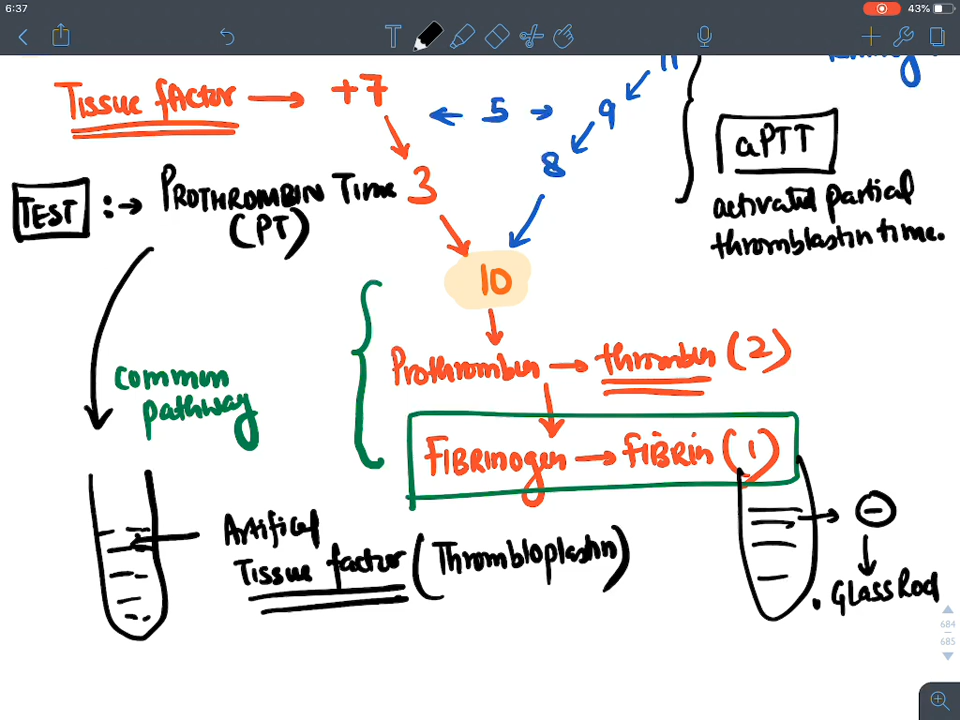 6:37
43%
T
11
Tissue factor → +7
← 5 →
9
8
aPTT
activated partial
thromblastin time.
TEST :→ PROTHROMBIN TIME
(PT)
3
10
Prothrombin → thrombin (2)
common
pathway
FIBRINOGEN → FIBRIN (1)
Artifical
Tissue factor (Thrombloplastin)
⊖
GLASS ROD
684
685